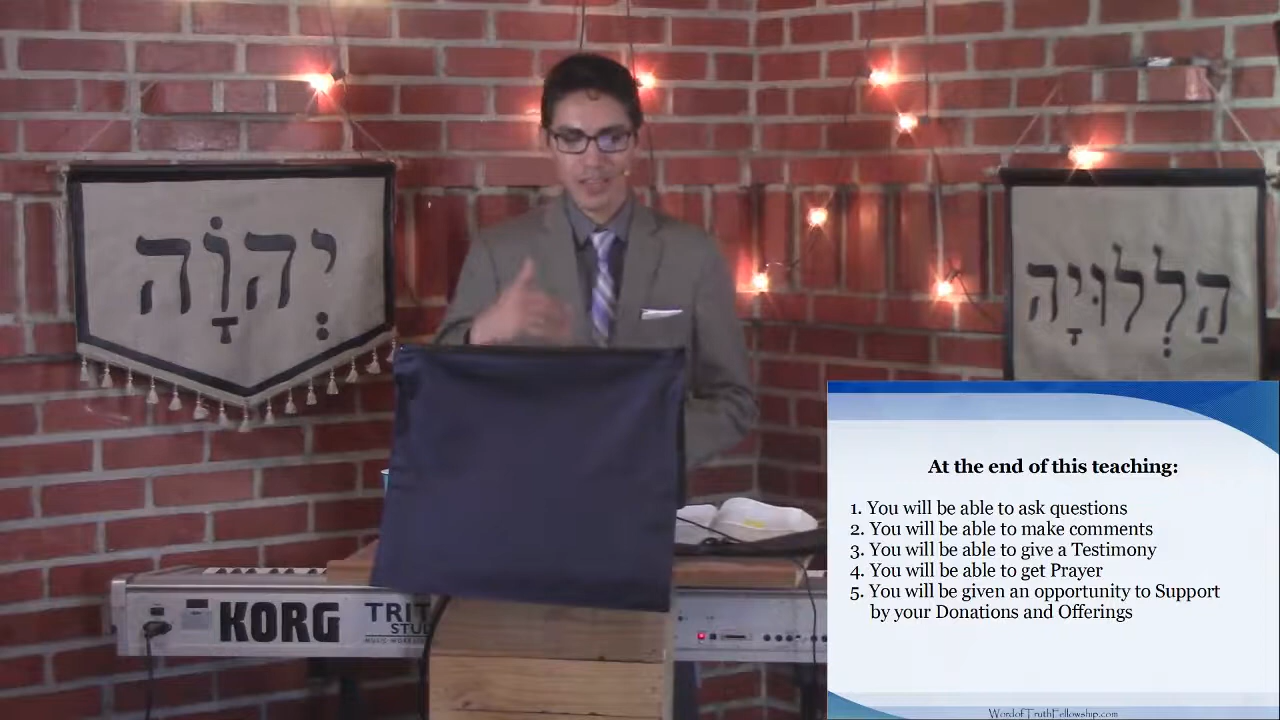 יְהֹוָה
הַלְלוּיָה
At the end of this teaching:
1. You will be able to ask questions
2. You will be able to make comments
3. You will be able to give a Testimony
4. You will be able to get Prayer
5. You will be given an opportunity to Support
by your Donations and Offerings
KORG
TRIT
STU
WordofTruthFellowship.com